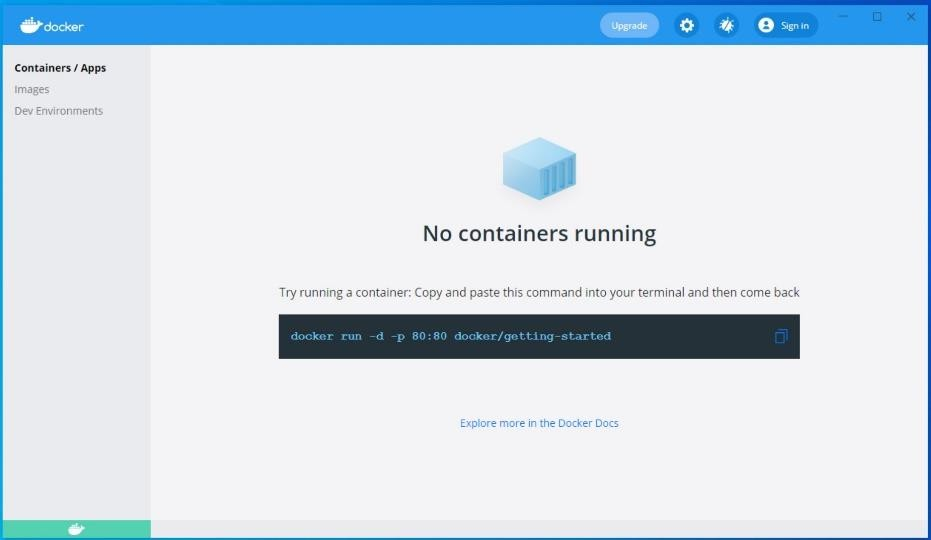 docker
Upgrade
Sign in
Containers / Apps
Images
Dev Environments
No containers running
Try running a container: Copy and paste this command into your terminal and then come back
docker run -d -p 80:80 docker/getting-started
Explore more in the Docker Docs